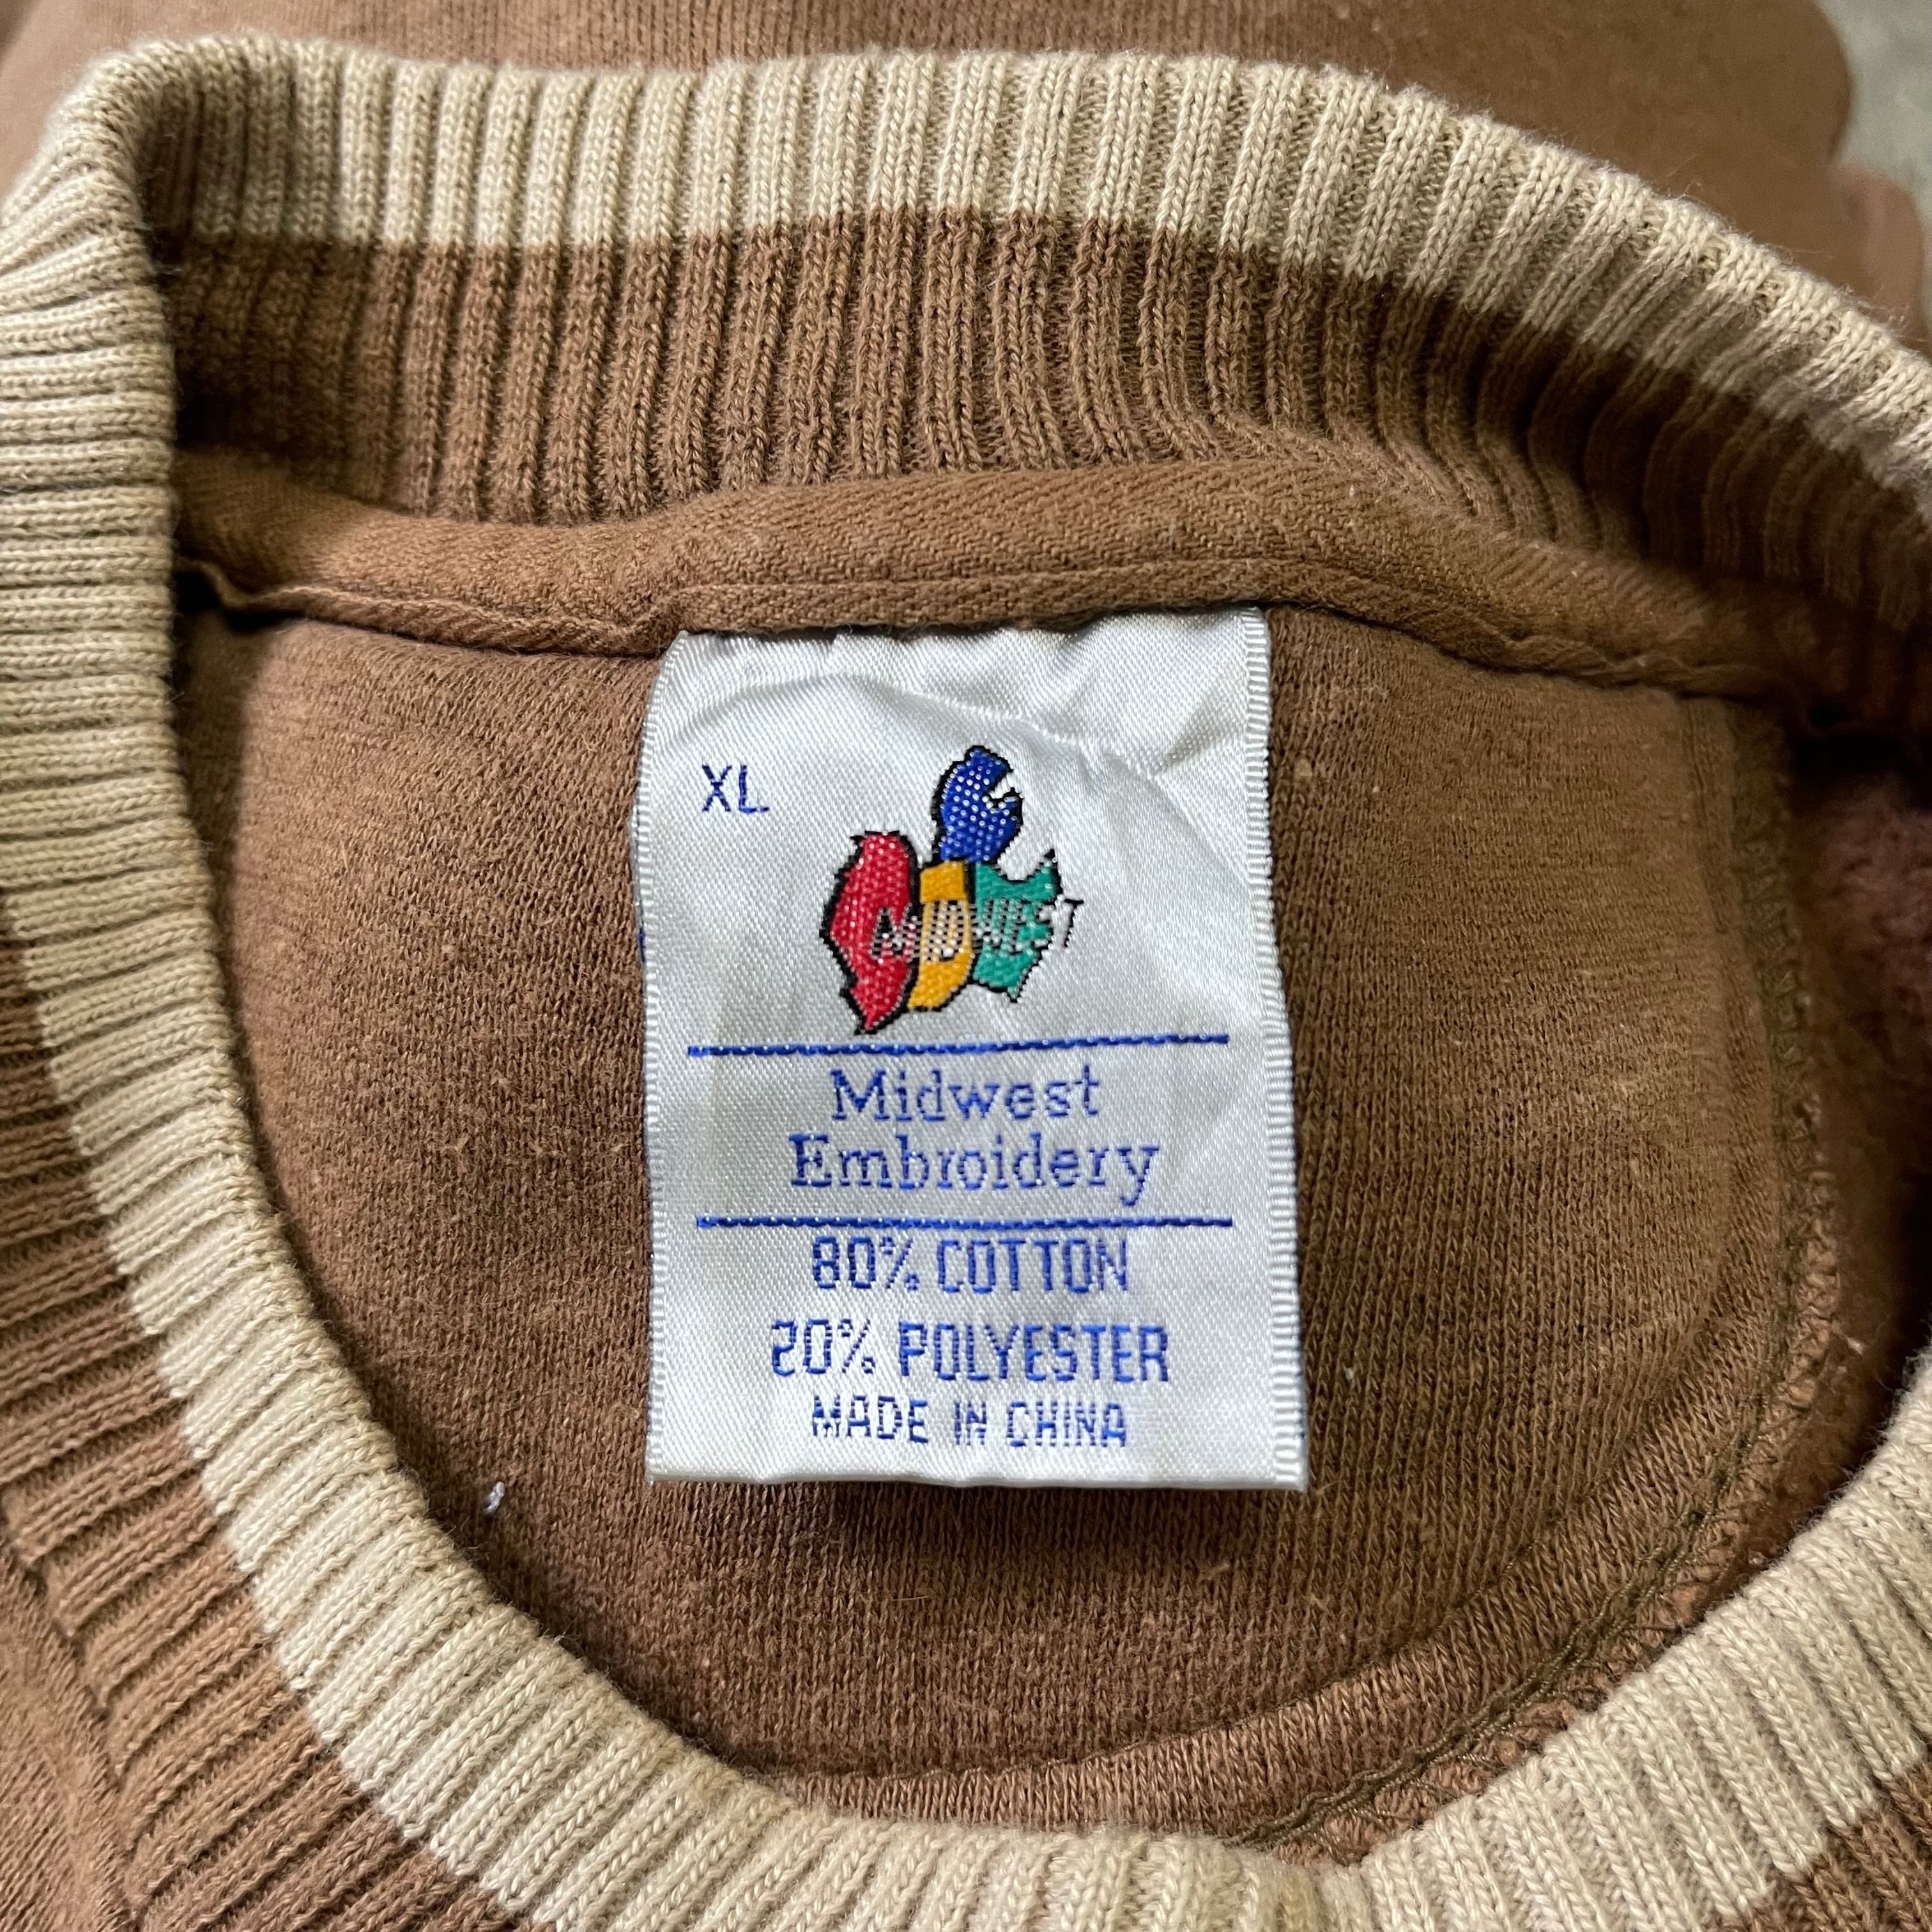 XL
MIDWEST
Midwest
Embroidery
80% COTTON
20% POLYESTER
MADE IN CHINA